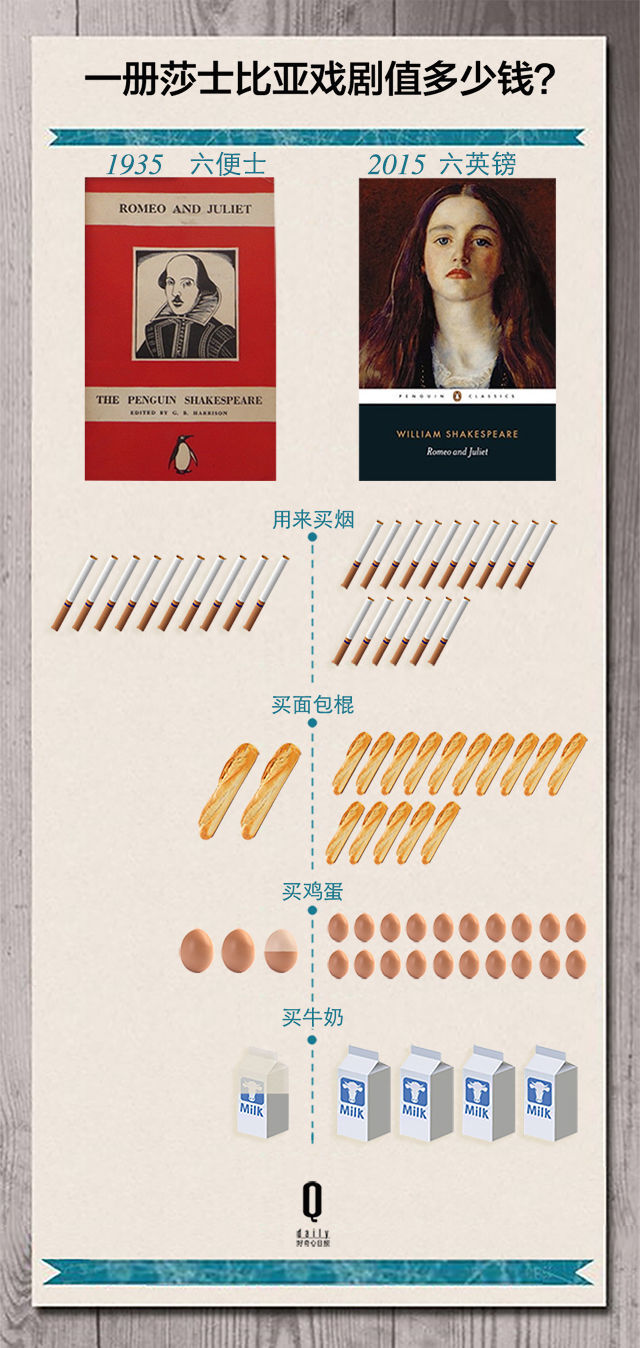 一册莎士比亚戏剧值多少钱?
1935 六便士
2015 六英镑
ROMEO AND JULIET
THE PENGUIN SHAKESPEARE
EDITED BY G. B. HARRISON
PENGUIN CLASSICS
WILLIAM SHAKESPEARE
Romeo and Juliet
用来买烟
买面包棍
买鸡蛋
买牛奶
Milk
Milk
Milk
Milk
Milk
Q
daily
好奇心日报